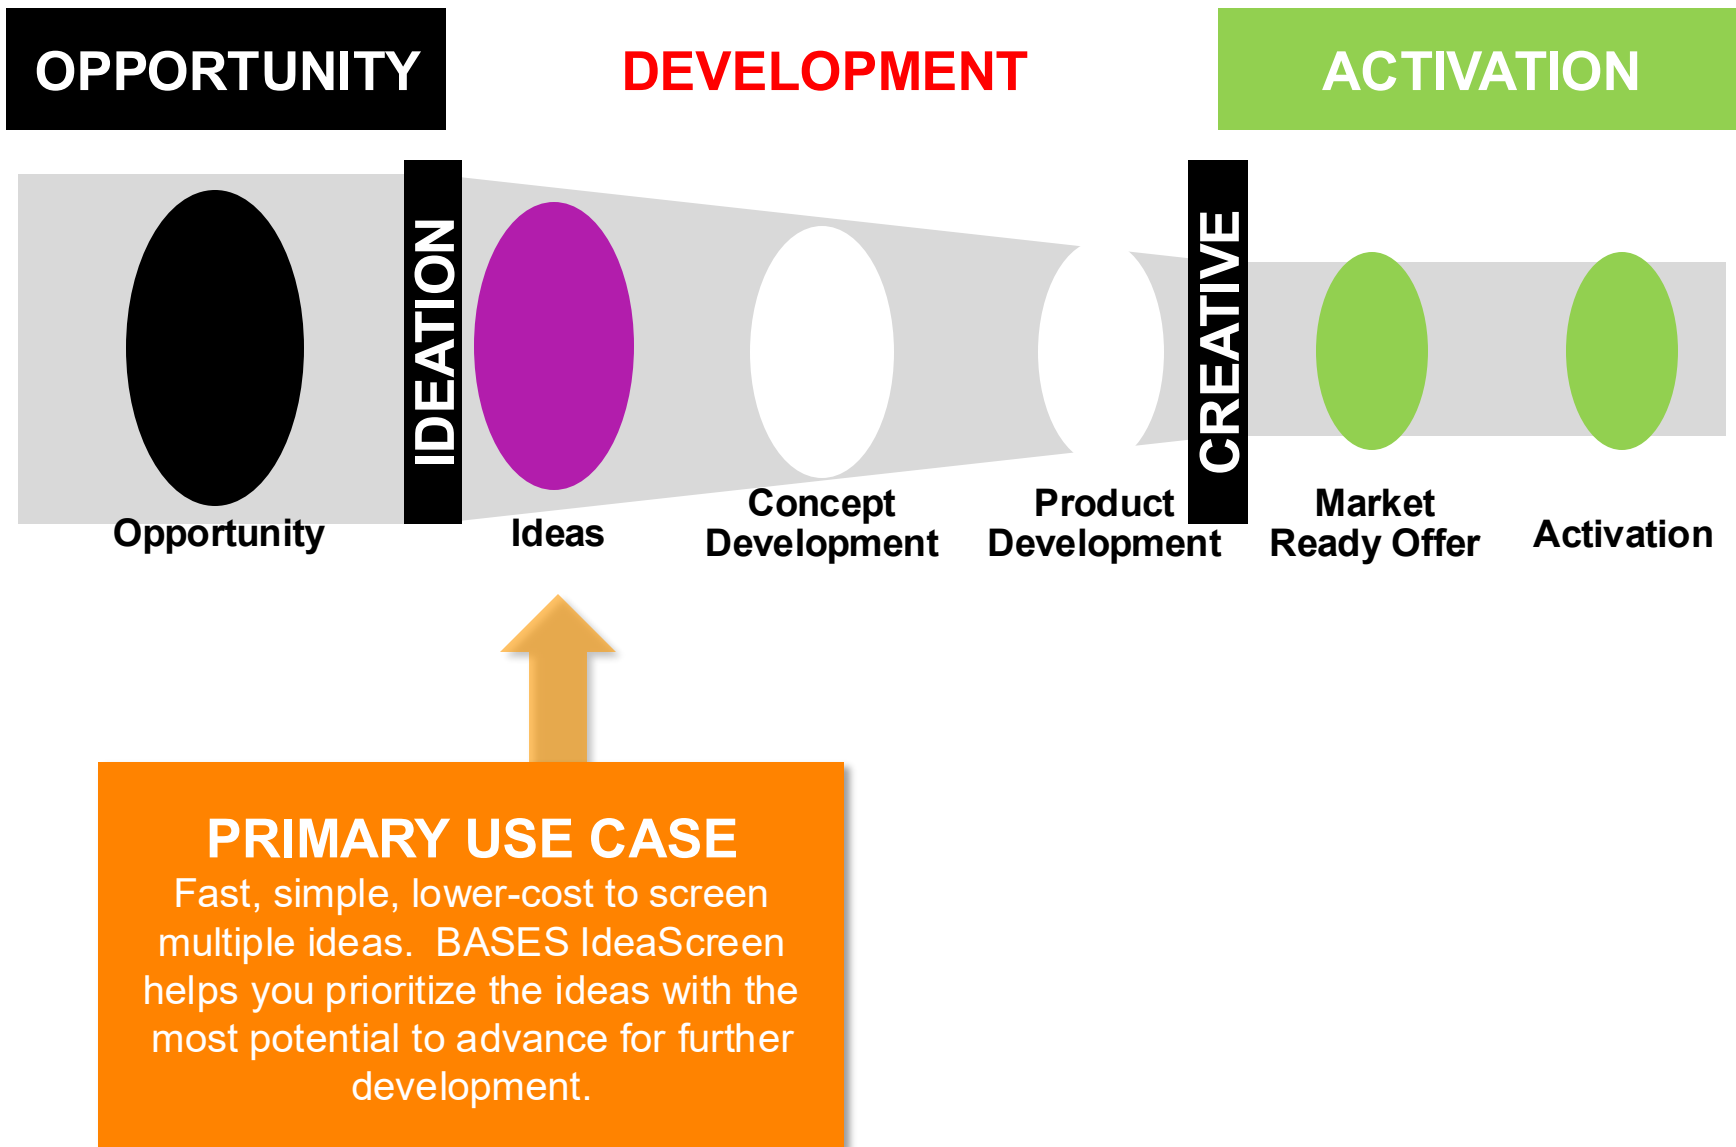 OPPORTUNITY
DEVELOPMENT
ACTIVATION
IDEATION
CREATIVE
Opportunity
Ideas
Concept
Development
Product
Development
Market
Ready Offer
Activation
PRIMARY USE CASE
Fast, simple, lower-cost to screen
multiple ideas.  BASES IdeaScreen
helps you prioritize the ideas with the
most potential to advance for further
development.